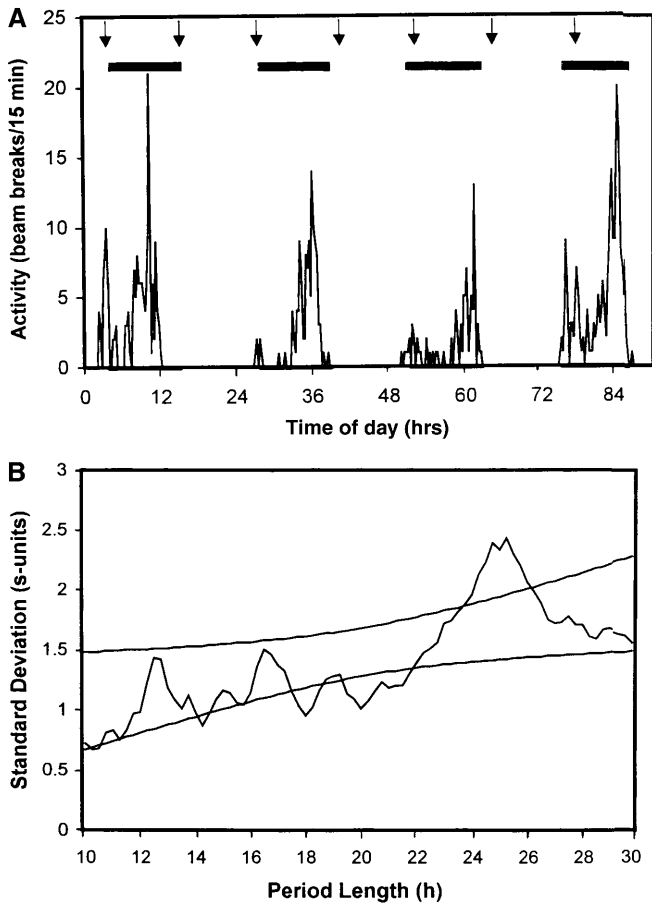 A
25
20
15
10
5
0
Activity (beam breaks/15 min)
0 12 24 36 48 60 72 84
Time of day (hrs)
B
3
2.5
2
1.5
1
0.5
0
Standard Deviation (s-units)
10 12 14 16 18 20 22 24 26 28 30
Period Length (h)